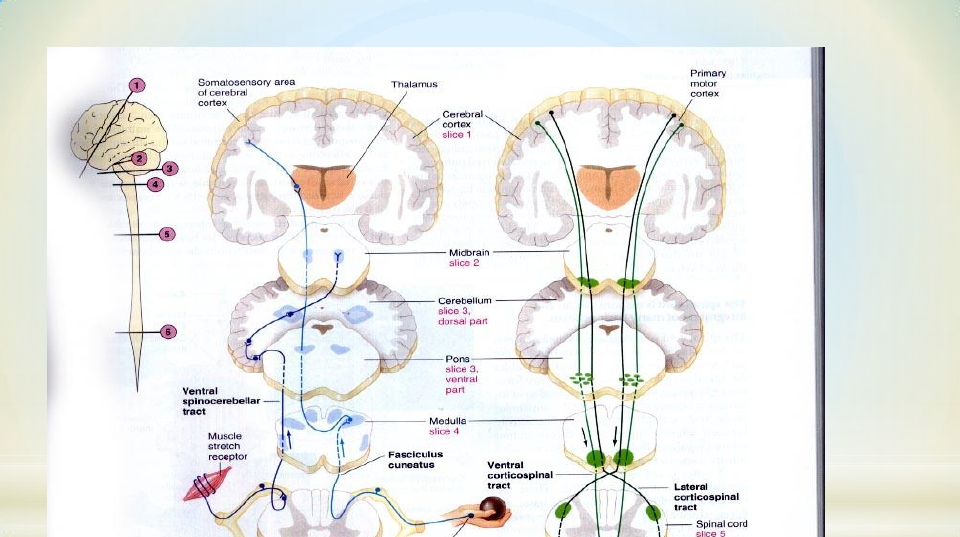 1
2
3
4
5
6
Somatosensory area
of cerebral
cortex
Thalamus
Cerebral
cortex
slice 1
Primary
motor
cortex
Midbrain
slice 2
Cerebellum
slice 3,
dorsal part
Pons
slice 3,
ventral
part
Ventral
spinocerebellar
tract
Medulla
slice 4
Muscle
stretch
receptor
Fasciculus
cuneatus
Ventral
corticospinal
tract
Lateral
corticospinal
tract
Spinal cord
slice 5